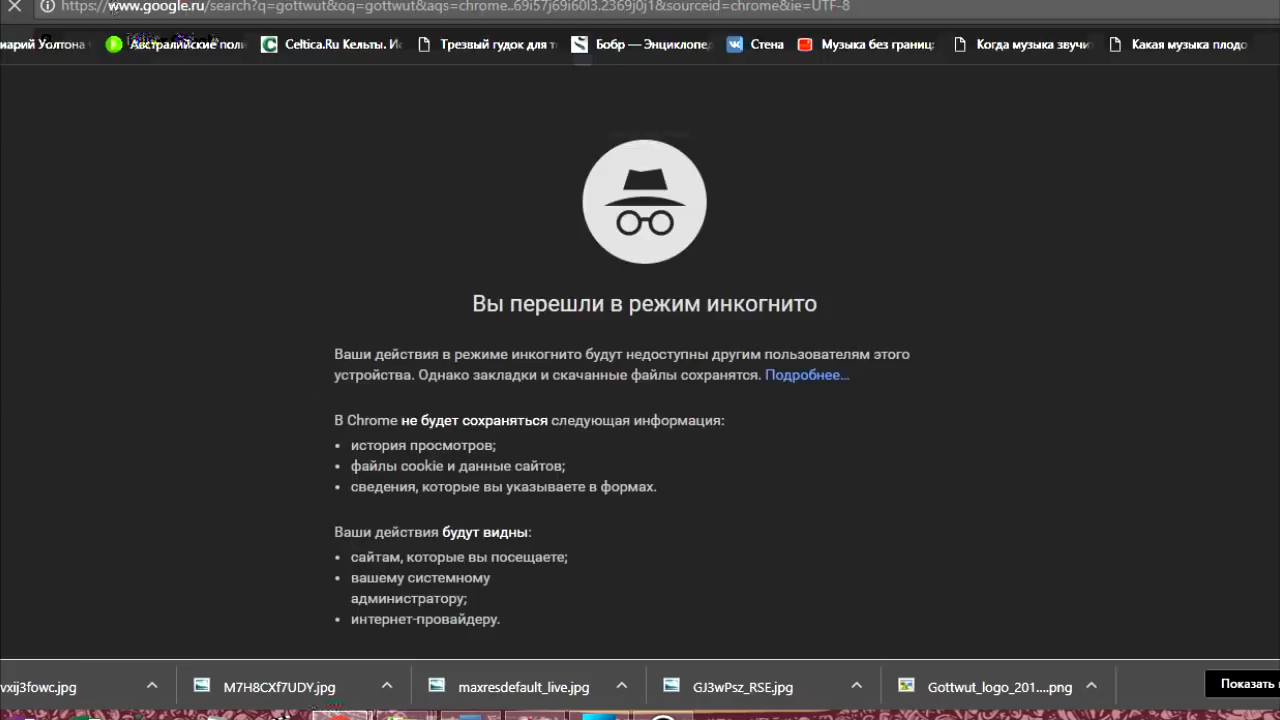 https://www.google.ru/search?q=gottwut&oq=gottwut&aqs=chrome..69i57j69i60l3.2369j0j1&sourceid=chrome&ie=UTF-8
иарий Уолтона Австралийские поли Celtica.Ru Кельты. Ис Трезвый гудок для т Бобр — Энциклопед Стена Музыка без границ: Когда музыка звучи Какая музыка плодо
Вы перешли в режим инкогнито
Ваши действия в режиме инкогнито будут недоступны другим пользователям этого
устройства. Однако закладки и скачанные файлы сохранятся. Подробнее...
В Chrome не будет сохраняться следующая информация:
• история просмотров;
• файлы cookie и данные сайтов;
• сведения, которые вы указываете в формах.
Ваши действия будут видны:
• сайтам, которые вы посещаете;
• вашему системному
администратору;
• интернет-провайдеру.
vxij3fowc.jpg M7H8CXf7UDY.jpg maxresdefault_live.jpg GJ3wPsz_RSE.jpg Gottwut_logo_201....png Показать